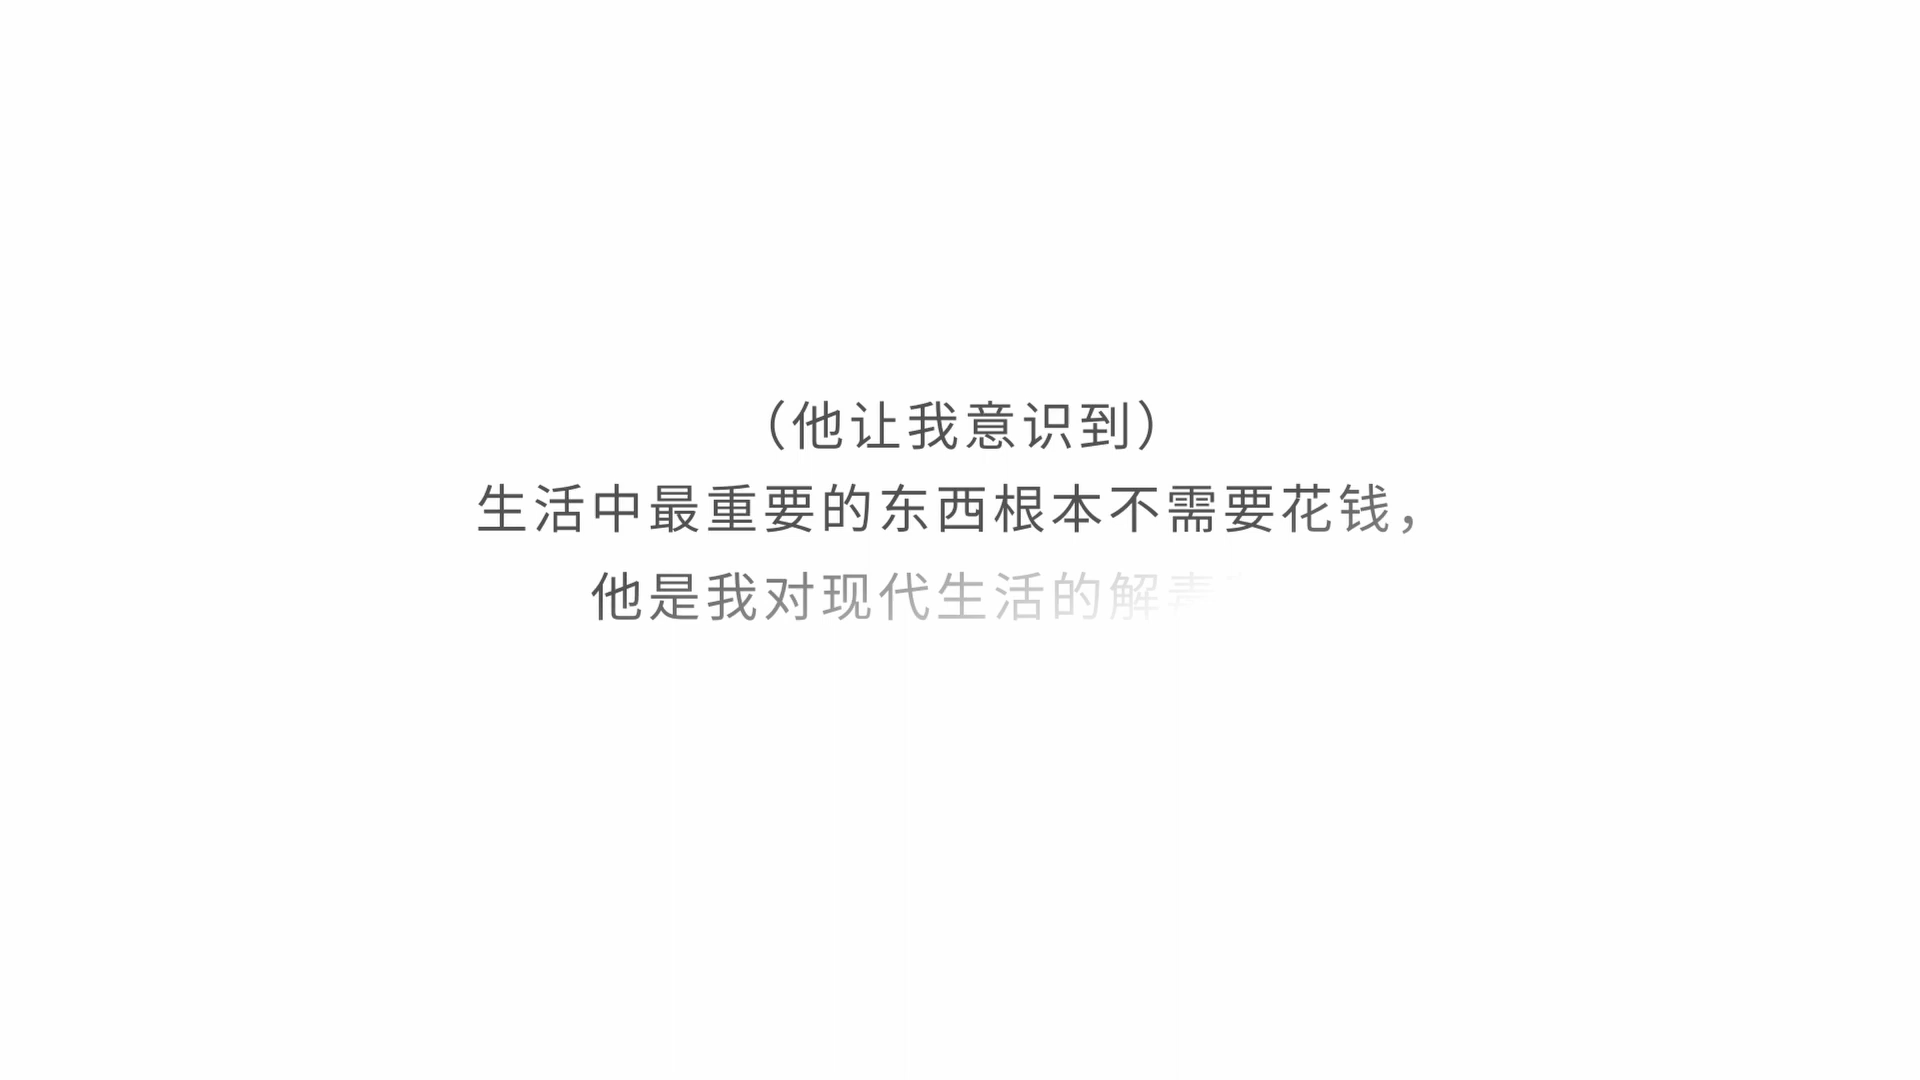 （他让我意识到）
生活中最重要的东西根本不需要花钱，
他是我对现代生活的解毒